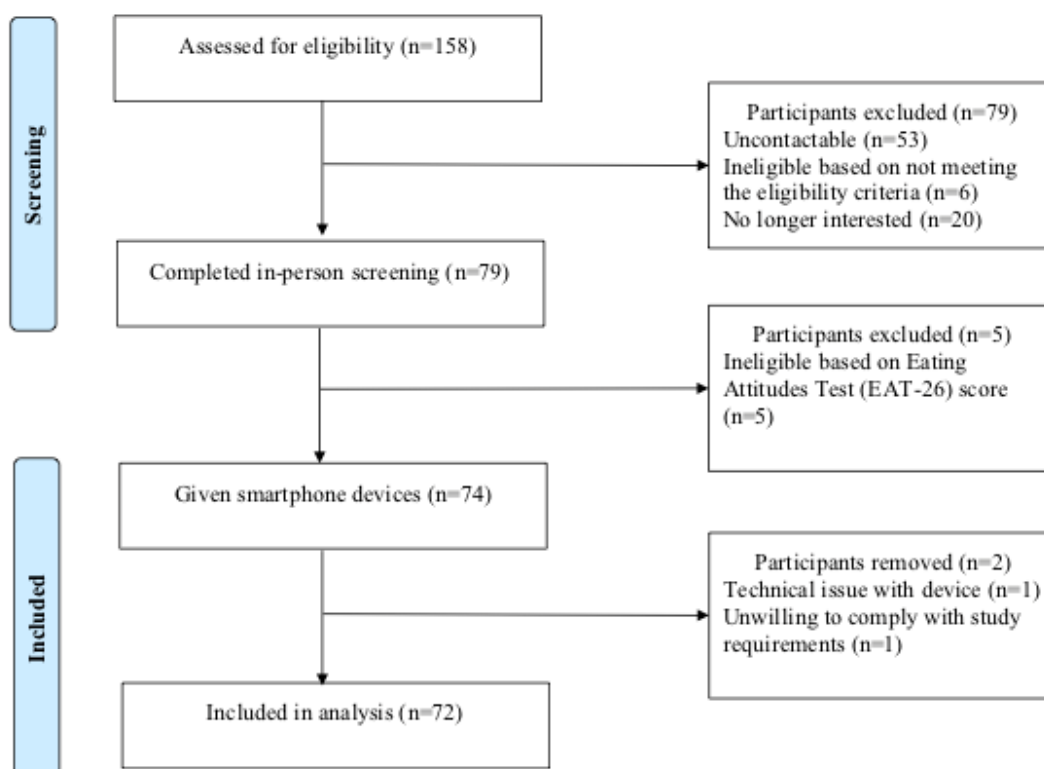 Assessed for eligibility (n=158)
Participants excluded (n=79)
Uncontactable (n=53)
Ineligible based on not meeting
the eligibility criteria (n=6)
No longer interested (n=20)
Screening
Completed in-person screening (n=79)
Participants excluded (n=5)
Ineligible based on Eating
Attitudes Test (EAT-26) score
(n=5)
Given smartphone devices (n=74)
Participants removed (n=2)
Technical issue with device (n=1)
Unwilling to comply with study
requirements (n=1)
Included
Included in analysis (n=72)